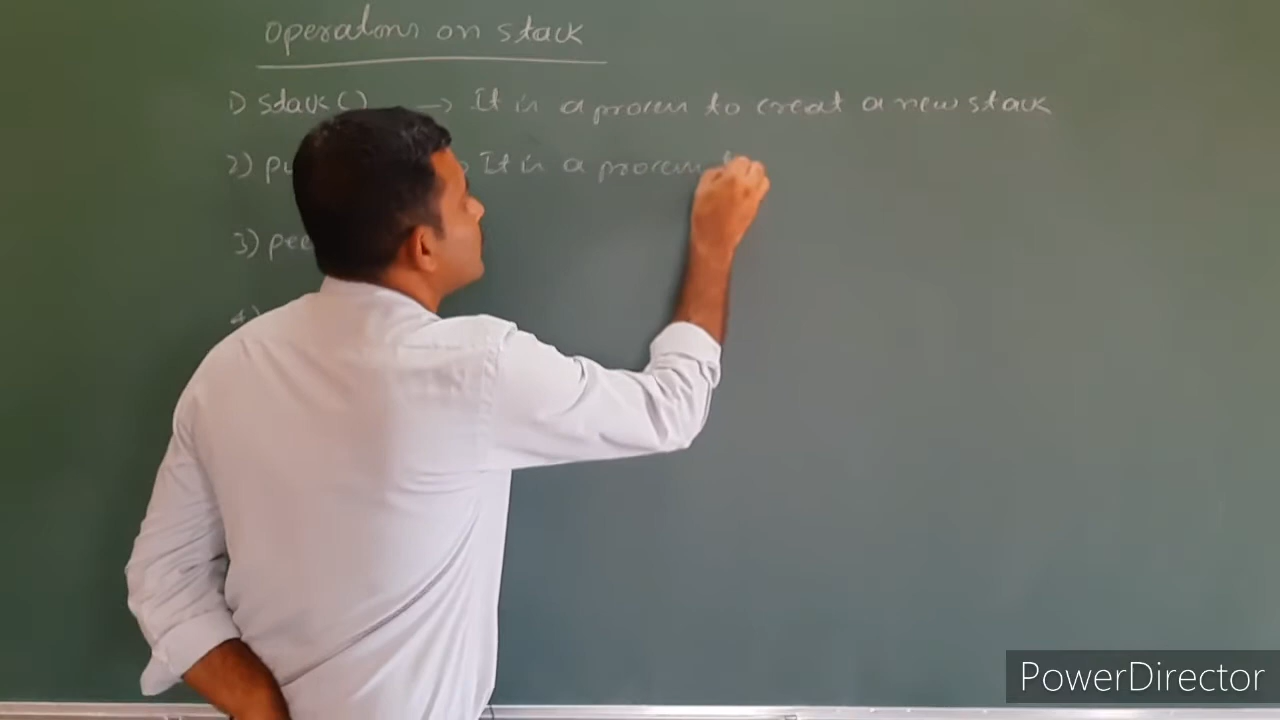 operations on stack
1) stack() → It is a process to creat a new stack
2) pu → It is a process t
3) pee
4)
PowerDirector